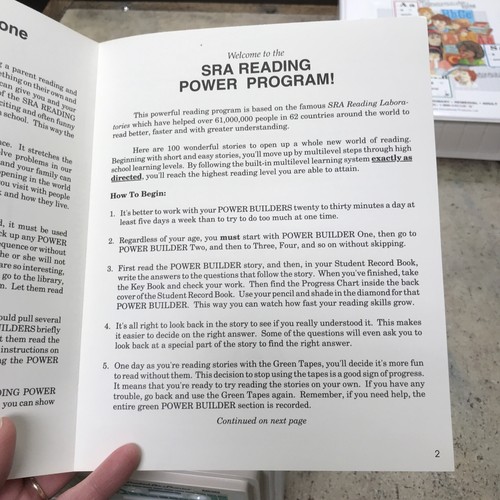 one
a parent reading and
thing on their own and
can give you and your
of the SRA READING
citing and often funny
school. This way the
ce. It stretches the
lve problems in our
and your family can
pening in the world
ou visit with people
and how they live.
d, it must be used
ck up any POWER
equence or without
he or she will not
are so interesting,
go to the library,
n. Let them read
ould pull several
ILDERS briefly
t them read the
instructions on
ng the POWER
DING POWER
you can show
Welcome to the
SRA READING
POWER PROGRAM!
This powerful reading program is based on the famous SRA Reading Labora-
tories which have helped over 61,000,000 people in 62 countries around the world to
read better, faster and with greater understanding.
Here are 100 wonderful stories to open up a whole new world of reading.
Beginning with short and easy stories, you'll move up by multilevel steps through high
school learning levels. By following the built-in multilevel learning system exactly as
directed, you'll reach the highest reading level you are able to attain.
How To Begin:
1. It's better to work with your POWER BUILDERS twenty to thirty minutes a day at
least five days a week than to try to do too much at one time.
2. Regardless of your age, you must start with POWER BUILDER One, then go to
POWER BUILDER Two, and then to Three, Four, and so on without skipping.
3. First read the POWER BUILDER story, and then, in your Student Record Book,
write the answers to the questions that follow the story. When you've finished, take
the Key Book and check your work. Then find the Progress Chart inside the back
cover of the Student Record Book. Use your pencil and shade in the diamond for that
POWER BUILDER. This way you can watch how fast your reading skills grow.
4. It's all right to look back in the story to see if you really understood it. This makes
it easier to decide on the right answer. Some of the questions will even ask you to
look back at a special part of the story to find the right answer.
5. One day as you're reading stories with the Green Tapes, you'll decide it's more fun
to read without them. This decision to stop using the tapes is a good sign of progress.
It means that you're ready to try reading the stories on your own. If you have any
trouble, go back and use the Green Tapes again. Remember, if you need help, the
entire green POWER BUILDER section is recorded.
Continued on next page
2